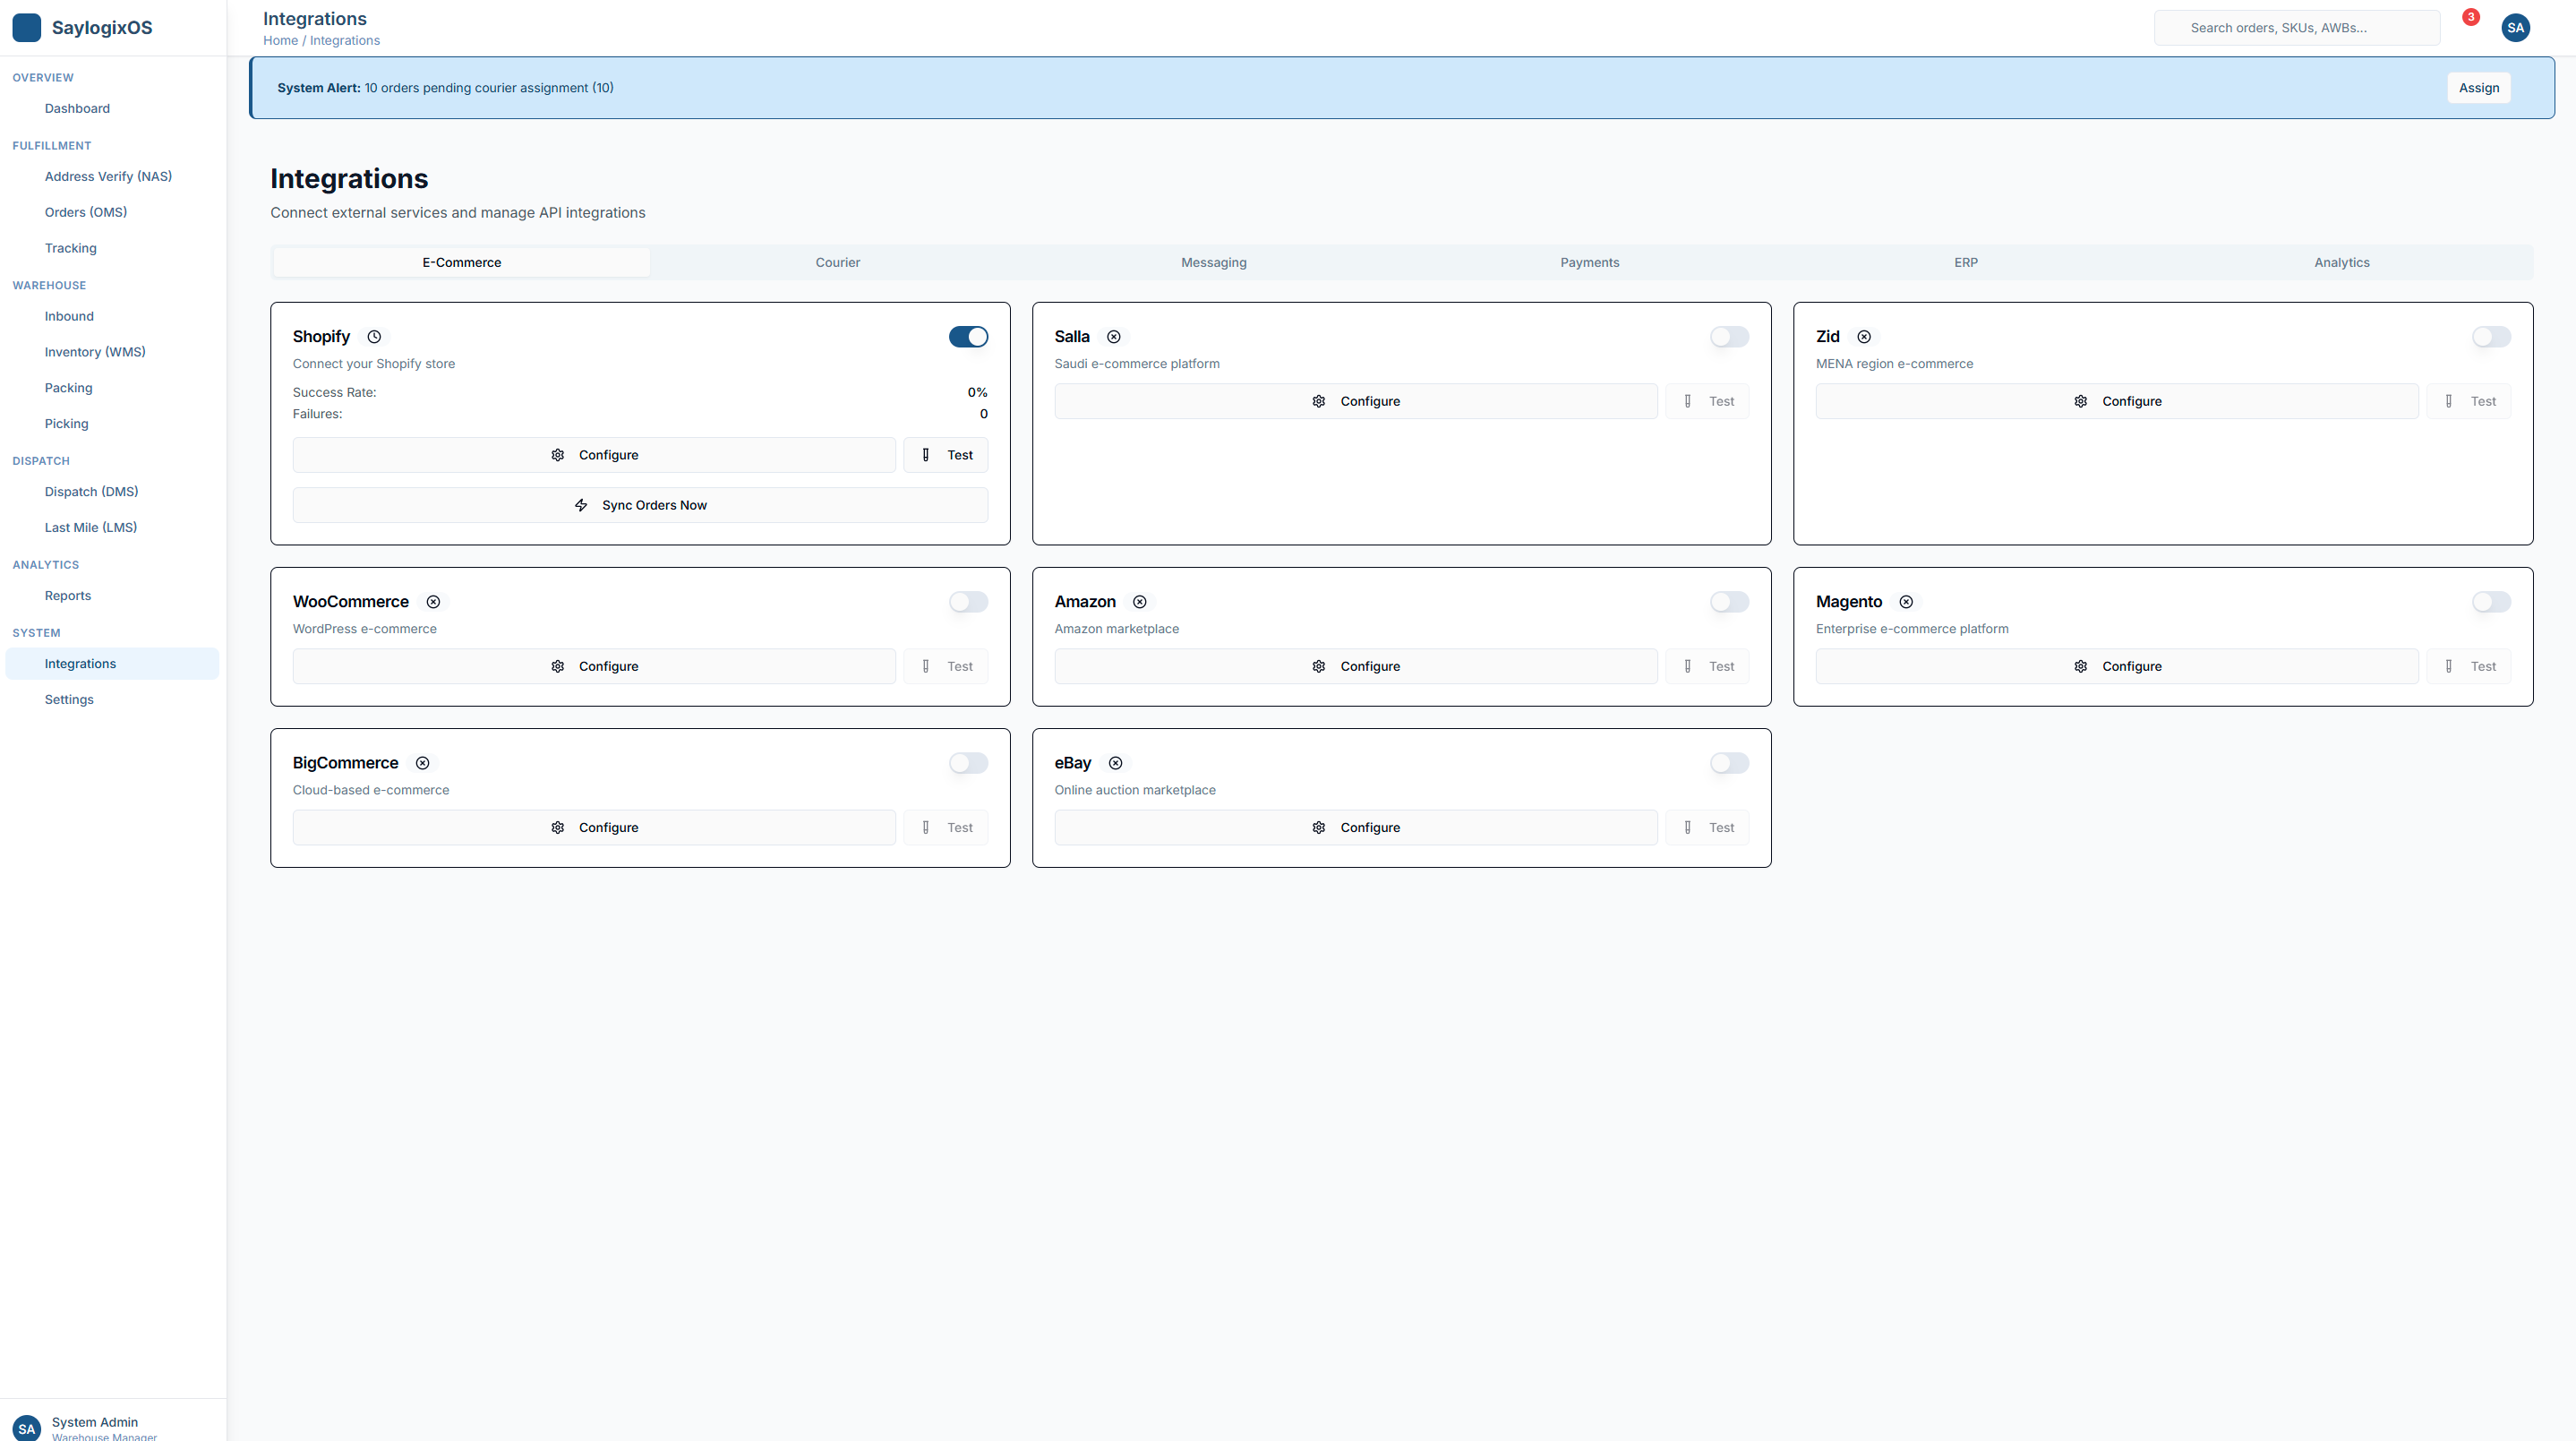 SaylogixOS
OVERVIEW
Dashboard
FULFILLMENT
Address Verify (NAS)
Orders (OMS)
Tracking
WAREHOUSE
Inbound
Inventory (WMS)
Packing
Picking
DISPATCH
Dispatch (DMS)
Last Mile (LMS)
ANALYTICS
Reports
SYSTEM
Integrations
Settings
SA
System Admin
Warehouse Manager
Integrations
Home / Integrations
Search orders, SKUs, AWBs...
3
SA
System Alert: 10 orders pending courier assignment (10)
Assign
Integrations
Connect external services and manage API integrations
E-Commerce
Courier
Messaging
Payments
ERP
Analytics
Shopify
Connect your Shopify store
Success Rate: 0%
Failures: 0
Configure
Test
Sync Orders Now
Salla
Saudi e-commerce platform
Configure
Test
Zid
MENA region e-commerce
Configure
Test
WooCommerce
WordPress e-commerce
Configure
Test
Amazon
Amazon marketplace
Configure
Test
Magento
Enterprise e-commerce platform
Configure
Test
BigCommerce
Cloud-based e-commerce
Configure
Test
eBay
Online auction marketplace
Configure
Test